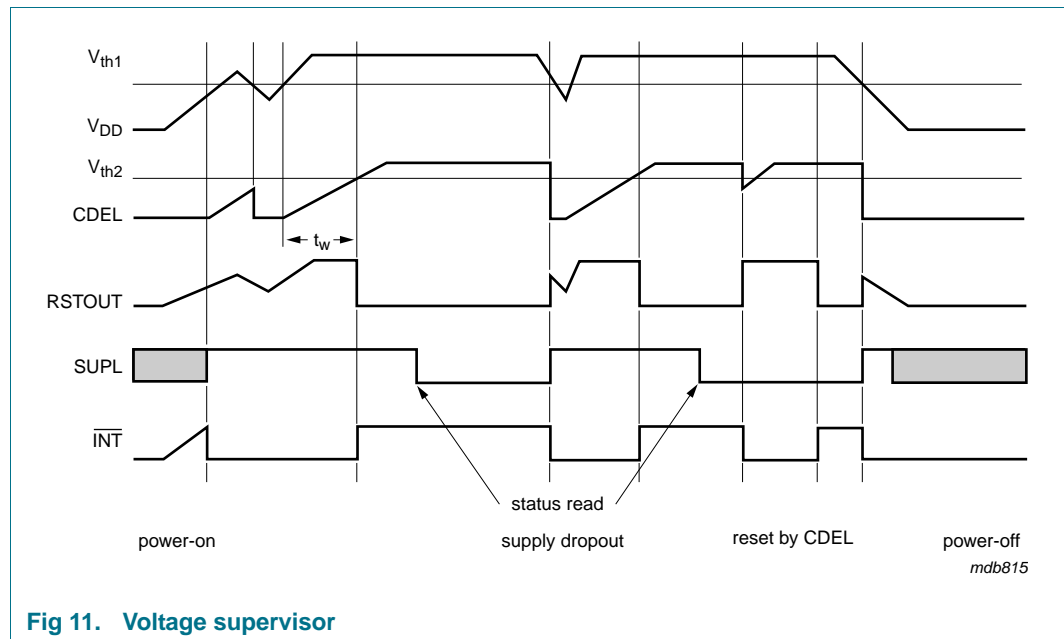 Vth1
VDD
Vth2
CDEL
tw
RSTOUT
SUPL
INT
status read
power-on
supply dropout
reset by CDEL
power-off
mdb815
Fig 11. Voltage supervisor